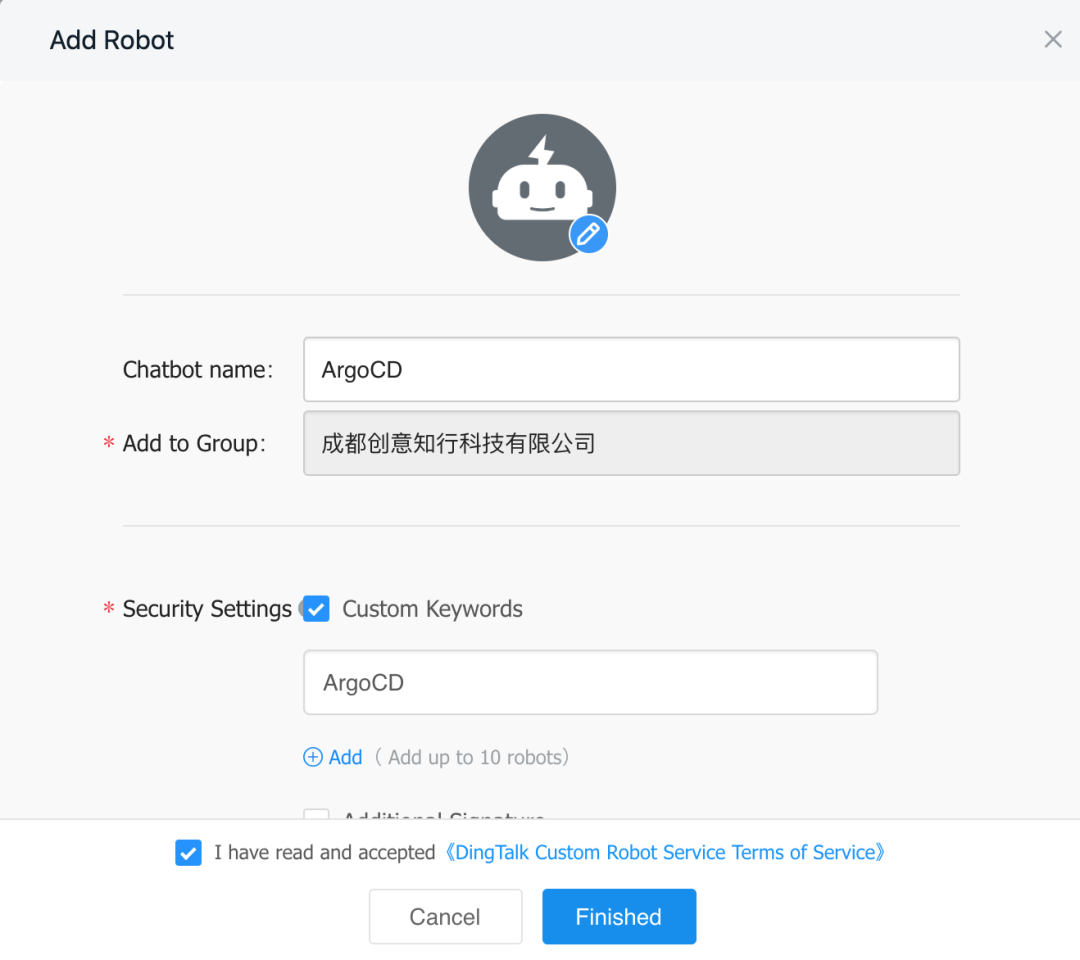 Add Robot
Chatbot name:
ArgoCD
* Add to Group:
成都创意知行科技有限公司
* Security Settings
Custom Keywords
ArgoCD
Add ( Add up to 10 robots)
Additional Signature
I have read and accepted 《DingTalk Custom Robot Service Terms of Service》
Cancel
Finished